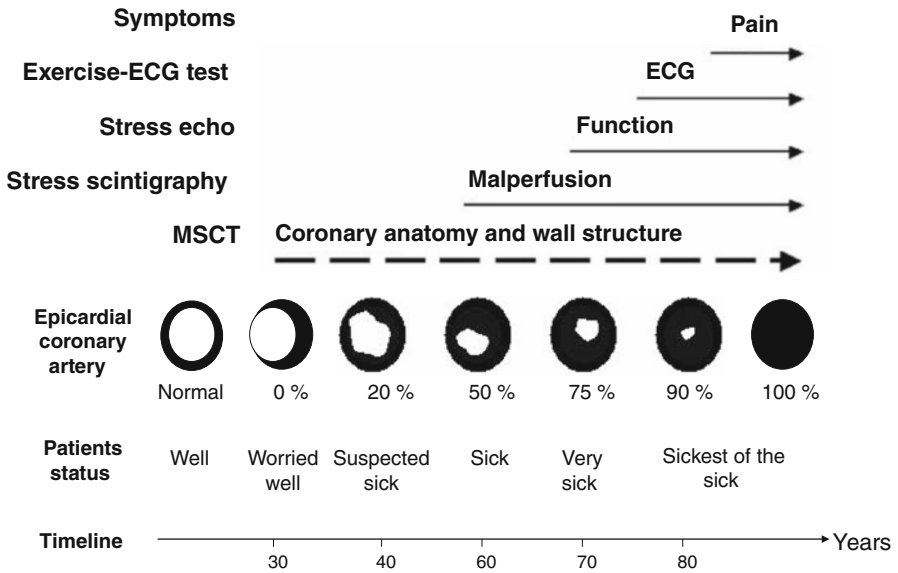 Symptoms
Pain
Exercise-ECG test
ECG
Stress echo
Function
Stress scintigraphy
Malperfusion
MSCT
Coronary anatomy and wall structure
Epicardial
coronary
artery
Normal 0 % 20 % 50 % 75 % 90 % 100 %
Patients
status
Well
Worried
well
Suspected
sick
Sick
Very
sick
Sickest of the
sick
Timeline
Years
30 40 60 70 80